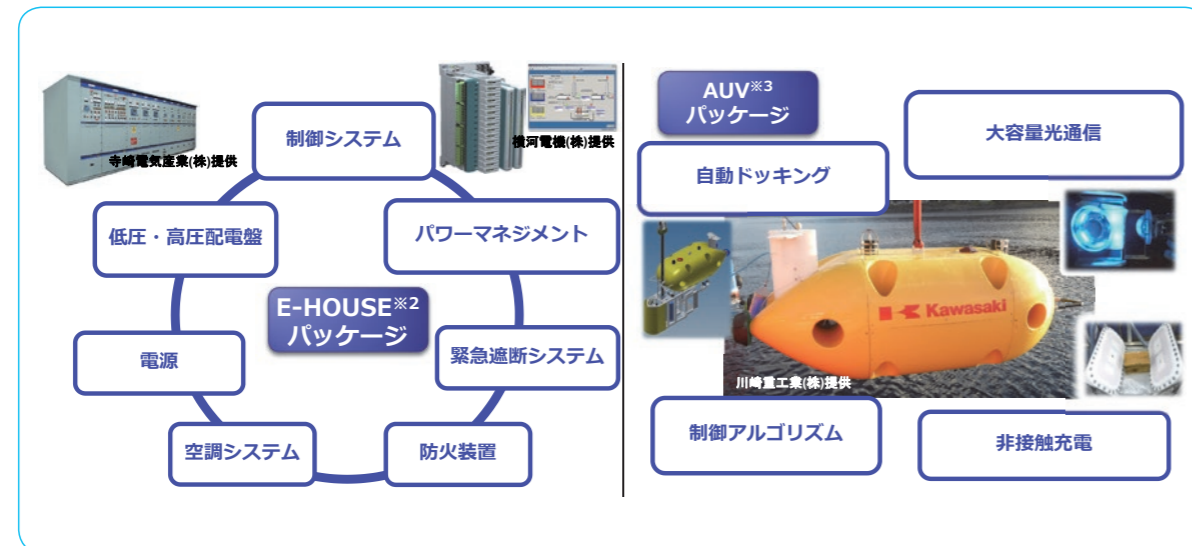 制御システム
寺崎電気産業(株)提供
横河電機(株)提供
低圧・高圧配電盤
パワーマネジメント
E-HOUSE※2
パッケージ
電源
緊急遮断システム
空調システム
防火装置
AUV※3
パッケージ
大容量光通信
自動ドッキング
Kawasaki
川崎重工業(株)提供
制御アルゴリズム
非接触充電